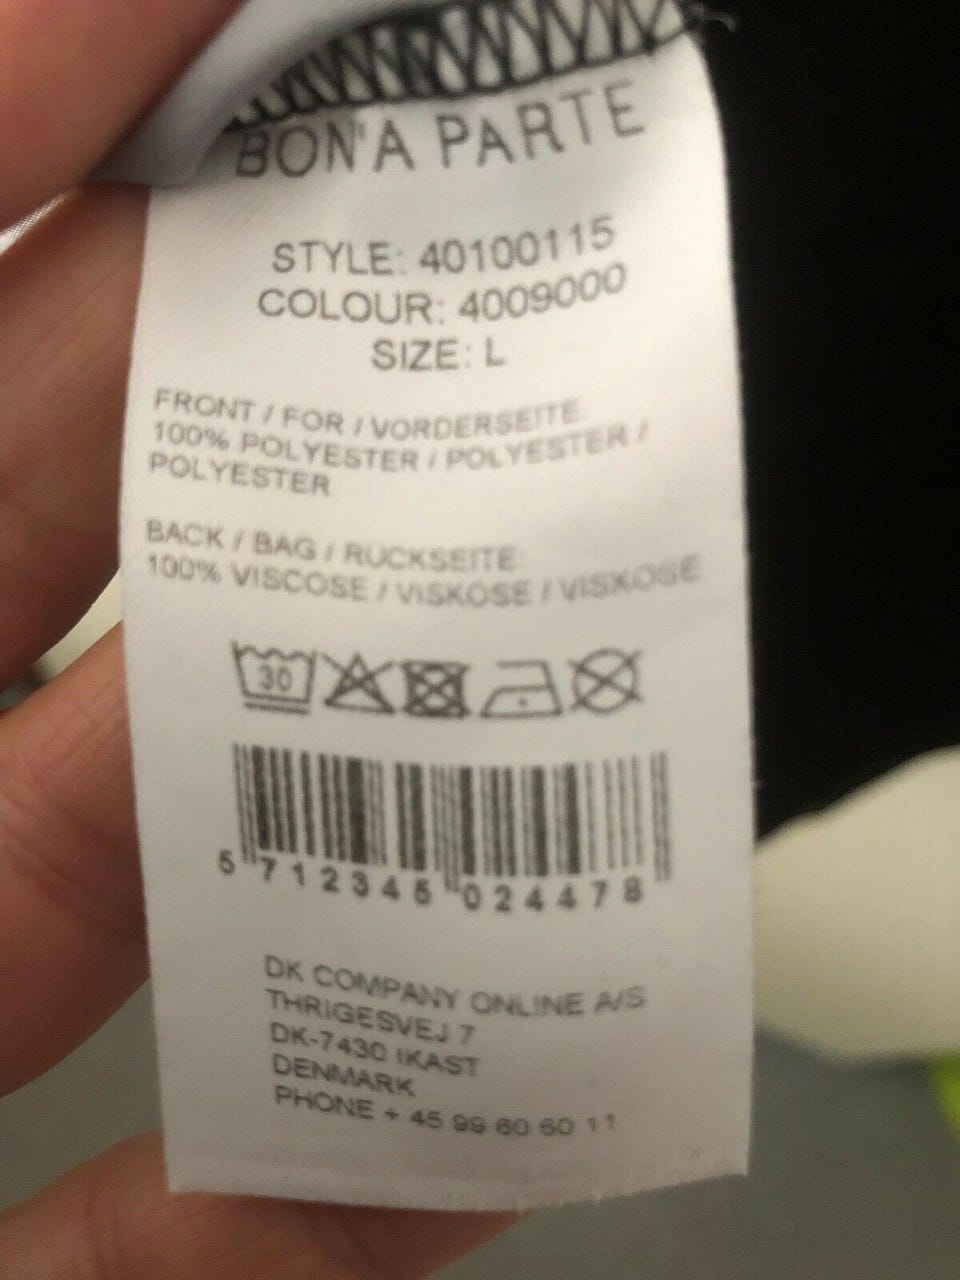 BON'A PARTE
STYLE: 40100115
COLOUR: 4009000
SIZE: L
FRONT / FOR / VORDERSEITE:
100% POLYESTER / POLYESTER /
POLYESTER
BACK / BAG / RÜCKSEITE:
100% VISCOSE / VISKOSE / VISKOSE
30
5 712345 024478
DK COMPANY ONLINE A/S
THRIGESVEJ 7
DK-7430 IKAST
DENMARK
PHONE + 45 99 60 60 11